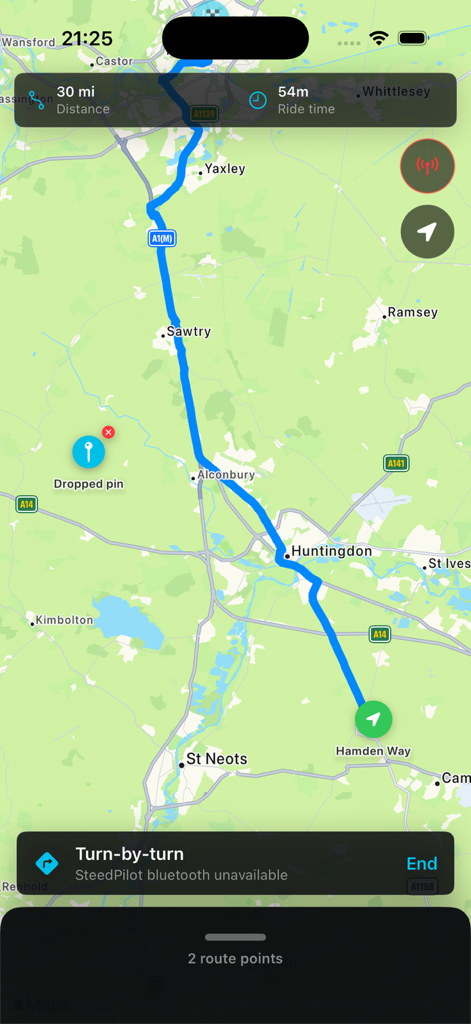 Wansford
21:25
Castor
30 mi
Distance
54m
Ride time
Whittlesey
A1139
Yaxley
A1(M)
Ramsey
Sawtry
A141
Dropped pin
Alconbury
A14
Huntingdon
St Ives
Kimbolton
A14
Hamden Way
St Neots
Cam
Turn-by-turn
SteedPilot bluetooth unavailable
End
A1198
2 route points